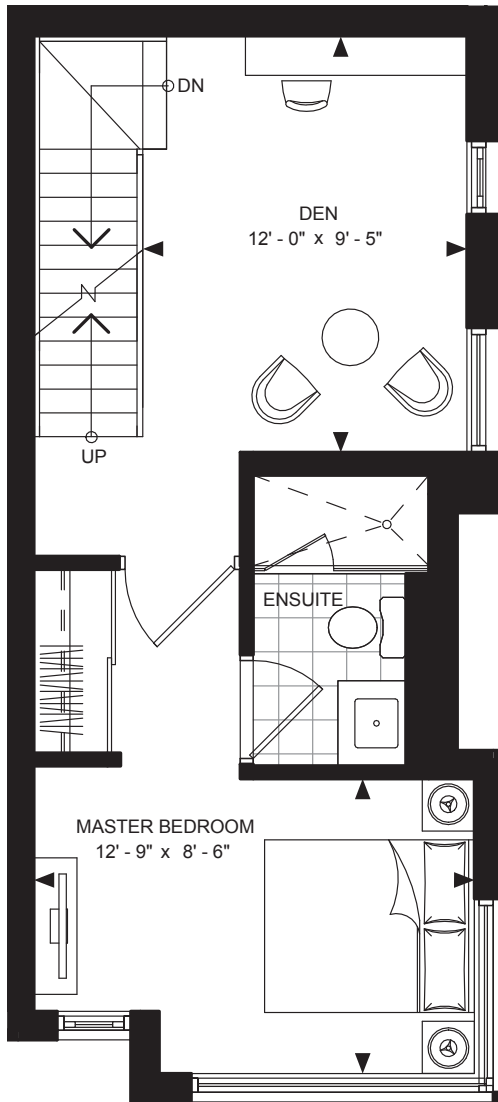 DN
DEN
12' - 0" x 9' - 5"
UP
ENSUITE
MASTER BEDROOM
12' - 9" x 8' - 6"